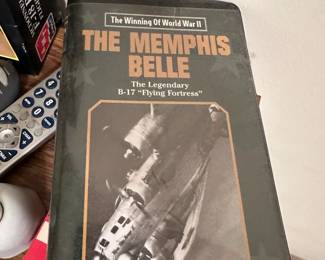 The Winning Of World War II
THE MEMPHIS
BELLE
The Legendary
B-17 "Flying Fortress"